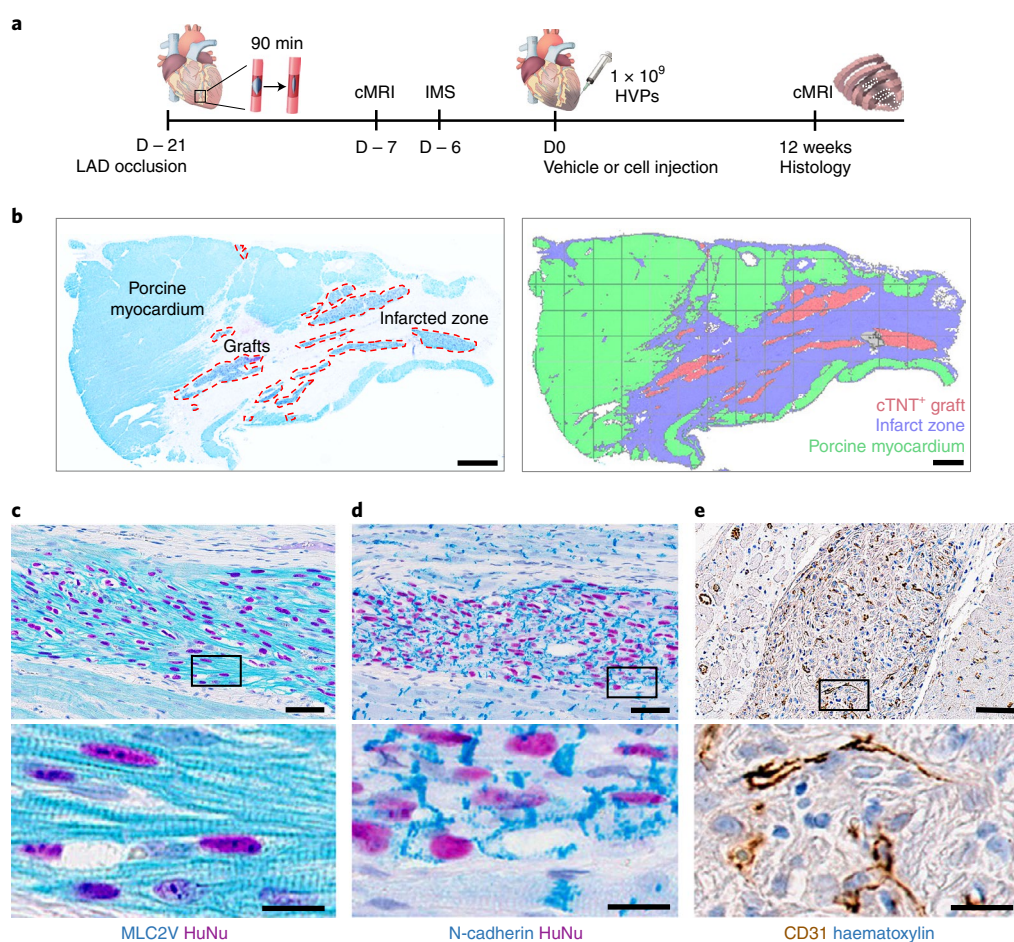 a
90 min
cMRI
IMS
1 × 10⁹
HVPs
cMRI
D – 21
LAD occlusion
D – 7
D – 6
D0
Vehicle or cell injection
12 weeks
Histology
b
Porcine
myocardium
Grafts
Infarcted zone
cTNT⁺ graft
Infarct zone
Porcine myocardium
c
d
e
MLC2V HuNu
N-cadherin HuNu
CD31 haematoxylin